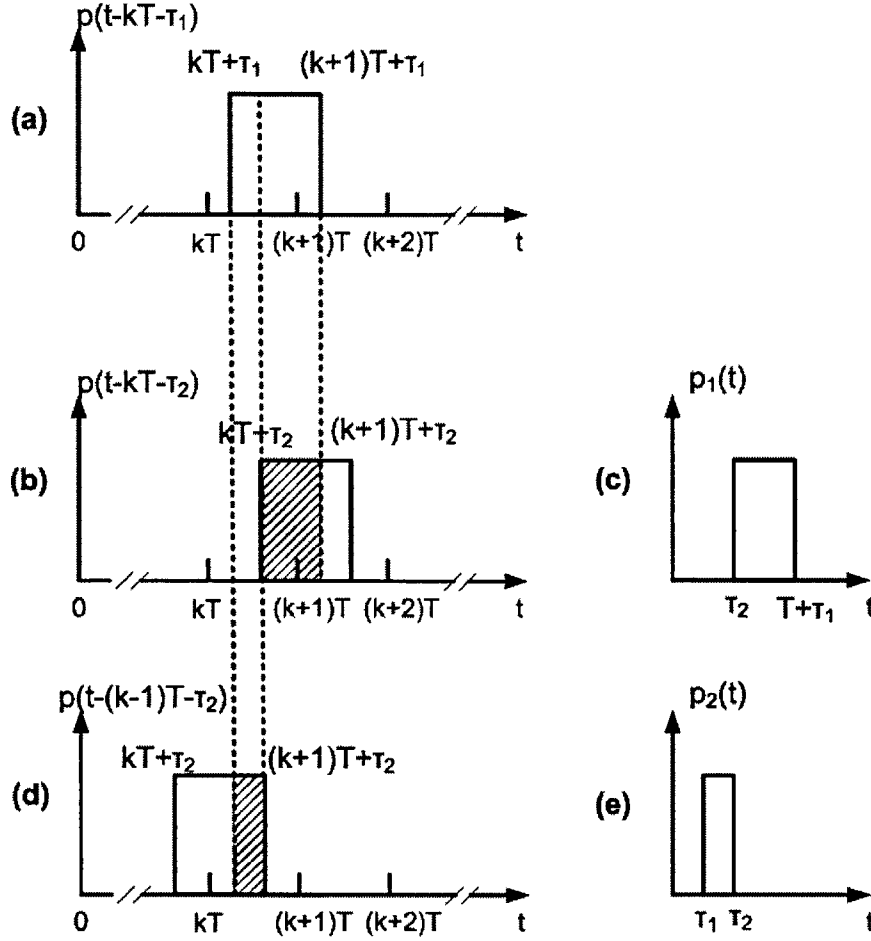 p(t-kT-τ₁)
kT+τ₁ (k+1)T+τ₁
(a)
0 kT (k+1)T (k+2)T t
p(t-kT-τ₂)
kT+τ₂ (k+1)T+τ₂
(b)
0 kT (k+1)T (k+2)T t
p₁(t)
(c)
τ₂ T+τ₁ t
p(t-(k-1)T-τ₂)
kT+τ₂ (k+1)T+τ₂
(d)
0 kT (k+1)T (k+2)T t
p₂(t)
(e)
τ₁ τ₂ t